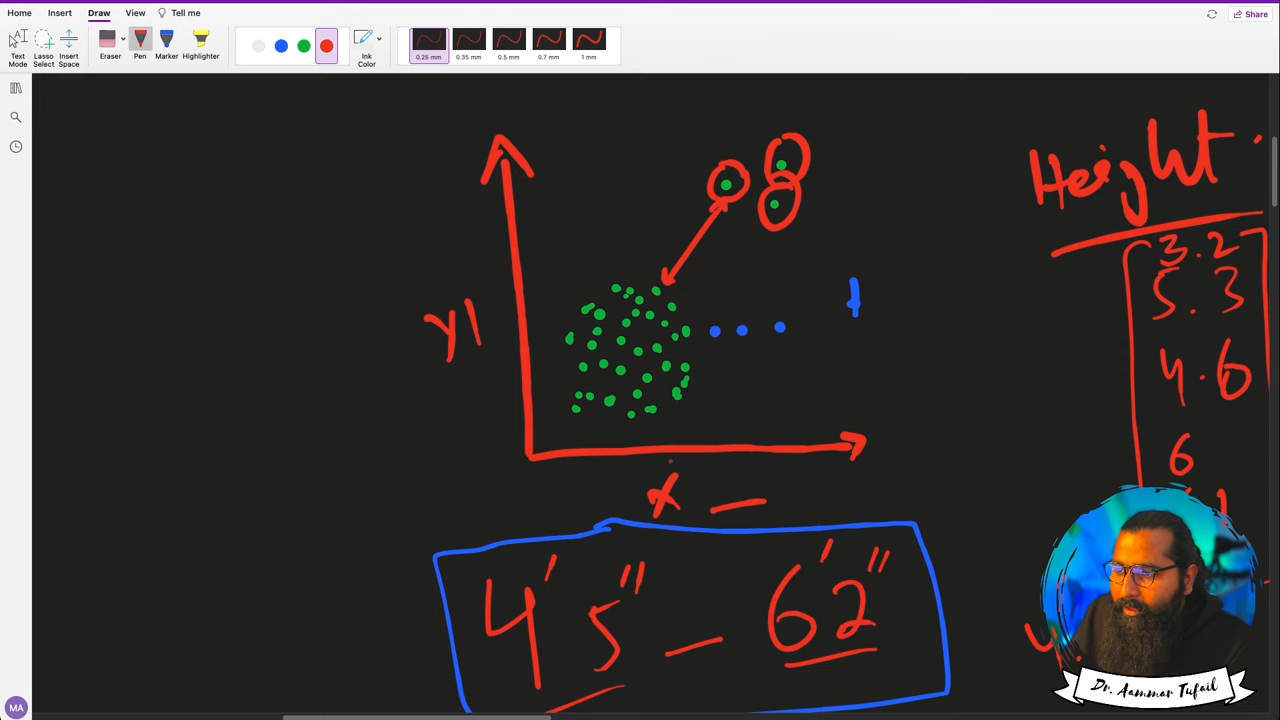 Home Insert Draw View Tell me
Share
Text Mode
Lasso Select
Insert Space
Eraser
Pen
Marker
Highlighter
Ink Color
0.25 mm
0.35 mm
0.5 mm
0.7 mm
1 mm
Height
3.2
5.3
4.6
6
y
x
4' 5" - 6' 2"
MA
Dr. Aammar Tufail